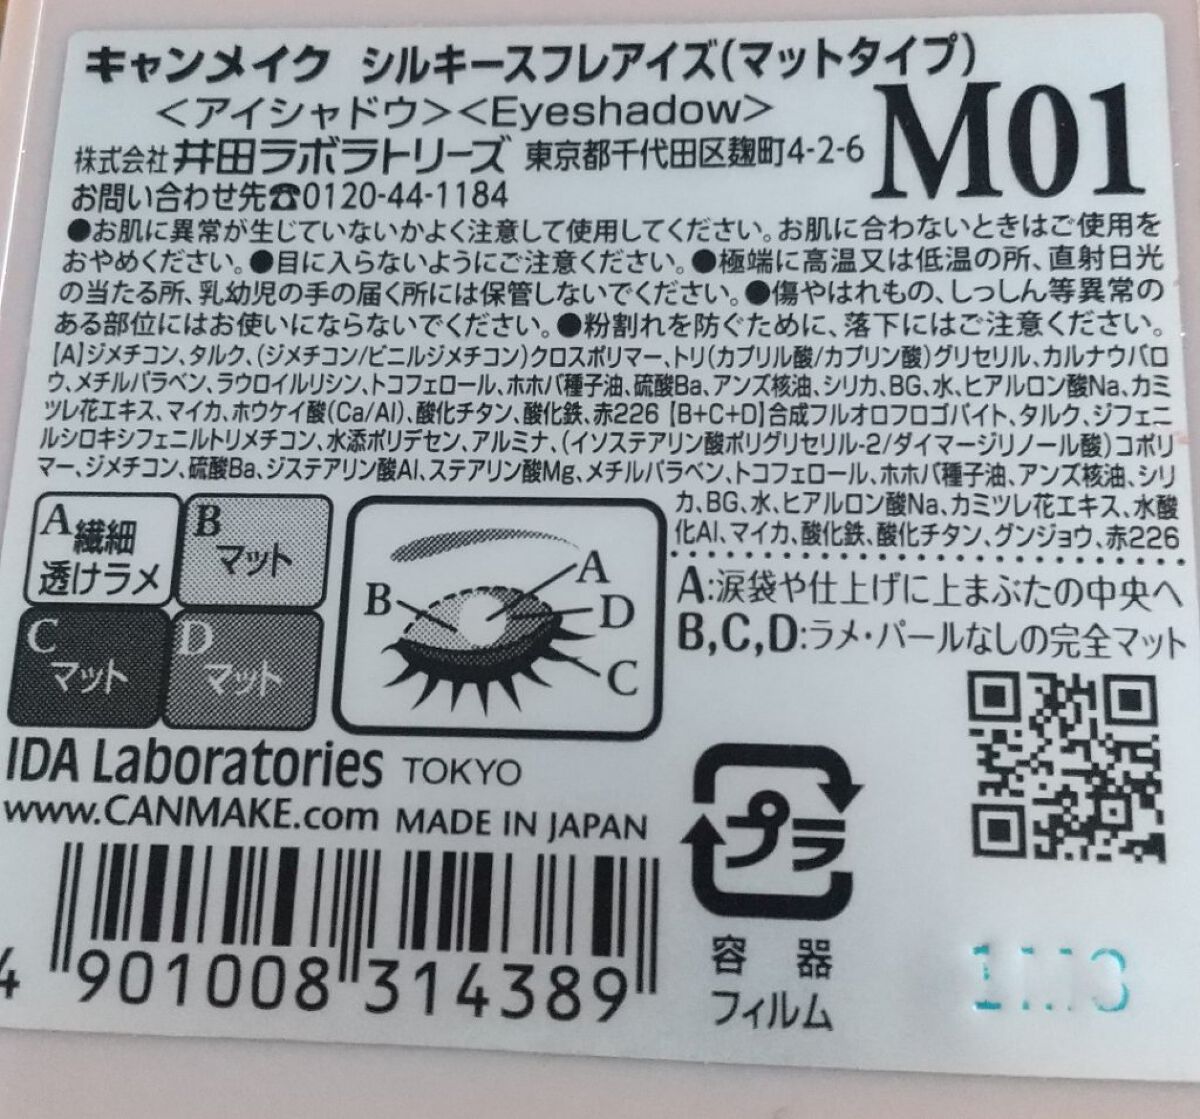 キャンメイク シルキースフレアイズ(マットタイプ)
<アイシャドウ><Eyeshadow>
M01
株式会社 井田ラボラトリーズ 東京都千代田区麹町4-2-6
お問い合わせ先☎0120-44-1184
●お肌に異常が生じていないかよく注意して使用してください。お肌に合わないときはご使用を
おやめください。●目に入らないようにご注意ください。●極端に高温又は低温の所、直射日光
の当たる所、乳幼児の手の届く所には保管しないでください。●傷やはれもの、しっしん等異常の
ある部位にはお使いにならないでください。●粉割れを防ぐために、落下にはご注意ください。
【A】ジメチコン、タルク、(ジメチコン/ビニルジメチコン)クロスポリマー、トリ(カプリル酸/カプリン酸)グリセリル、カルナウバロ
ウ、メチルパラベン、ラウロイルリシン、トコフェロール、ホホバ種子油、硫酸Ba、アンズ核油、シリカ、BG、水、ヒアルロン酸Na、カミ
ツレ花エキス、マイカ、ホウケイ酸(Ca/Al)、酸化チタン、酸化鉄、赤226【B+C+D】合成フルオロフロゴパイト、タルク、ジフェニ
ルシロキシフェニルトリメチコン、水添ポリデセン、アルミナ、(イソステアリン酸ポリグリセリル-2/ダイマージリノール酸)コポリ
マー、ジメチコン、硫酸Ba、ジステアリン酸Al、ステアリン酸Mg、メチルパラベン、トコフェロール、ホホバ種子油、アンズ核油、シリ
カ、BG、水、ヒアルロン酸Na、カミツレ花エキス、水酸
化Al、マイカ、酸化鉄、酸化チタン、グンジョウ、赤226
A 繊細
透けラメ
B
マット
C
マット
D
マット
A
B
D
C
A:涙袋や仕上げに上まぶたの中央へ
B,C,D:ラメ・パールなしの完全マット
IDA Laboratories TOKYO
www.CANMAKE.com MADE IN JAPAN
プラ
容器
フィルム
4 901008 314389